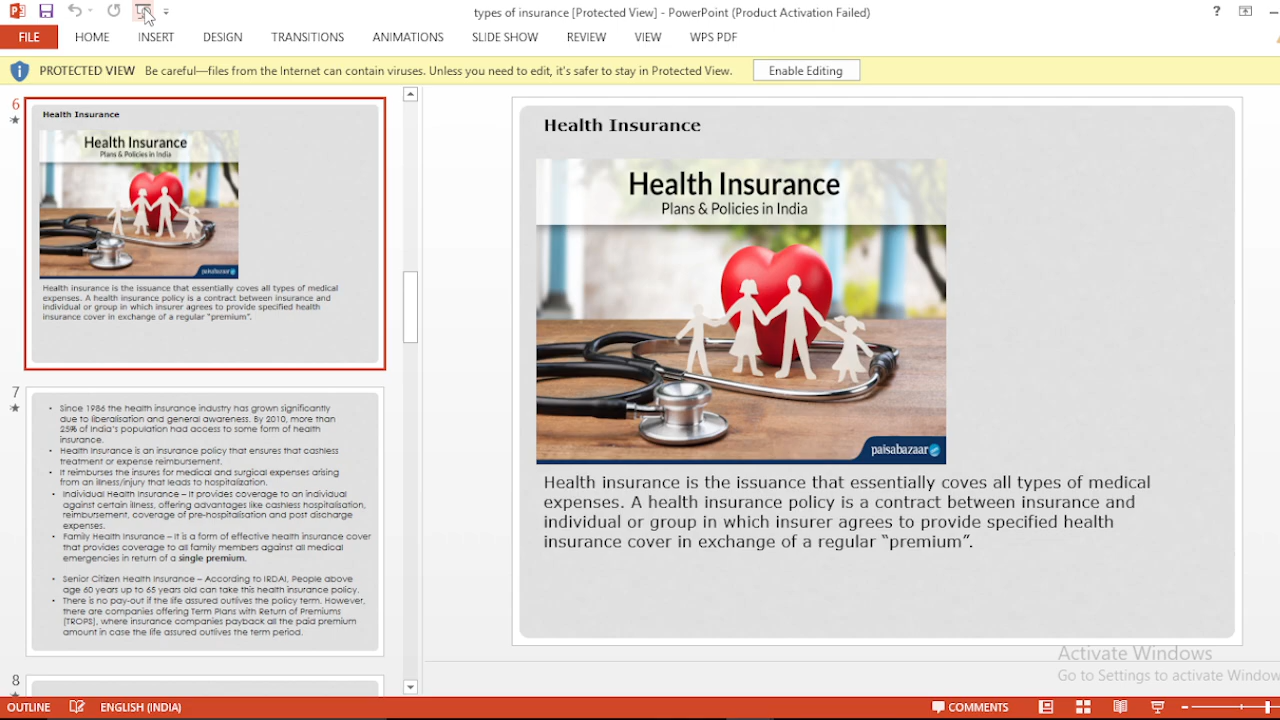 types of insurance [Protected View] - PowerPoint (Product Activation Failed)
?
FILE HOME INSERT DESIGN TRANSITIONS ANIMATIONS SLIDE SHOW REVIEW VIEW WPS PDF
PROTECTED VIEW Be careful—files from the Internet can contain viruses. Unless you need to edit, it's safer to stay in Protected View. Enable Editing
6
Health Insurance
Health Insurance
Plans & Policies in India
paisabazaar
Health insurance is the issuance that essentially coves all types of medical
expenses. A health insurance policy is a contract between insurance and
individual or group in which insurer agrees to provide specified health
insurance cover in exchange of a regular “premium”.
7
• Since 1986 the health insurance industry has grown significantly
due to liberalisation and general awareness. By 2010, more than
25% of India's population had access to some form of health
insurance.
• Health Insurance is an insurance policy that ensures that cashless
treatment or expense reimbursement.
• It reimburses the insures for medical and surgical expenses arising
from an illness/injury that leads to hospitalization.
• Individual Health Insurance – It provides coverage to an individual
against certain illness, offering advantages like cashless hospitalisation,
reimbursement, coverage of pre-hospitalisation and post discharge
expenses.
• Family Health Insurance – It is a form of effective health insurance cover
that provides coverage to all family members against all medical
emergencies in return of a single premium.
• Senior Citizen Health Insurance – According to IRDAI, People above
age 60 years up to 65 years old can take this health insurance policy.
• There is no pay-out if the life assured outlives the policy term. However,
there are companies offering Term Plans with Return of Premiums
(TROPS), where insurance companies payback all the paid premium
amount in case the life assured outlives the term period.
8
Health Insurance
Health Insurance
Plans & Policies in India
paisabazaar
Health insurance is the issuance that essentially coves all types of medical
expenses. A health insurance policy is a contract between insurance and
individual or group in which insurer agrees to provide specified health
insurance cover in exchange of a regular “premium”.
Activate Windows
Go to Settings to activate Window
OUTLINE ENGLISH (INDIA) COMMENTS